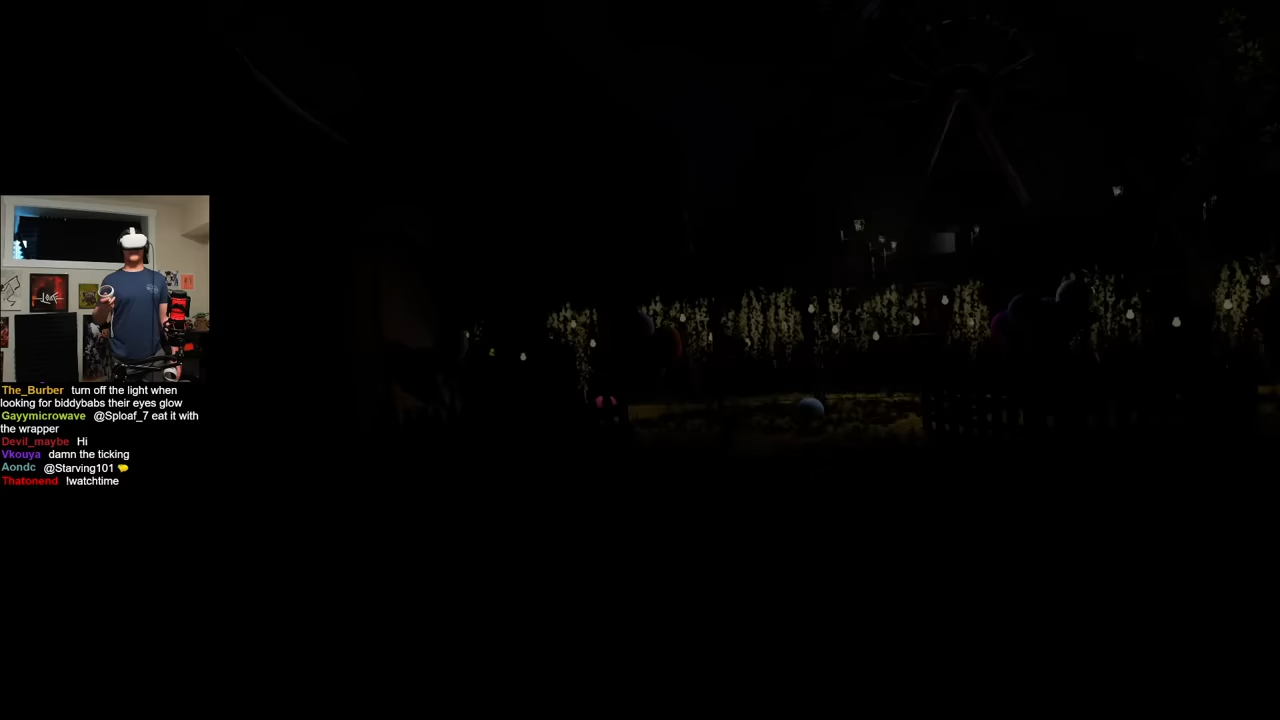 The_Burber turn off the light when
looking for biddybabs their eyes glow
Gayymicrowave @Sploaf_7 eat it with
the wrapper
Devil_maybe Hi
Vkouya damn the ticking
Aondc @Starving101
Thatonend !watchtime